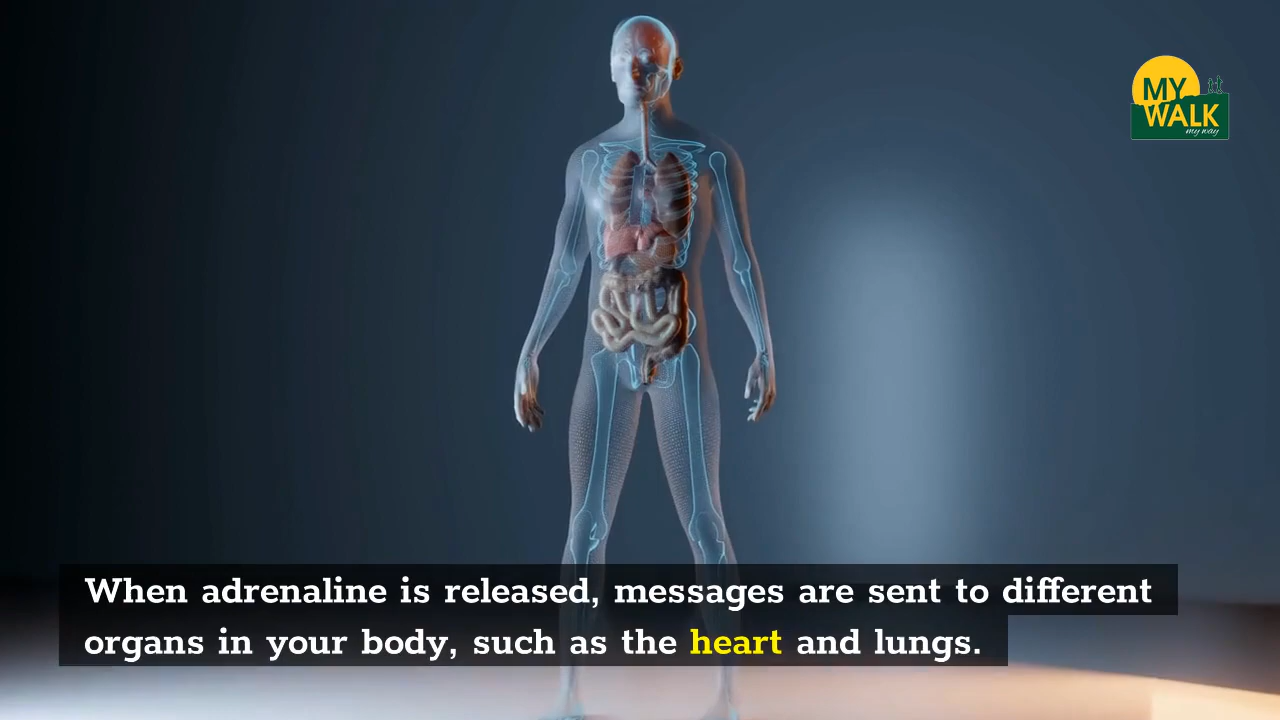 MY
WALK
my way
When adrenaline is released, messages are sent to different
organs in your body, such as the heart and lungs.